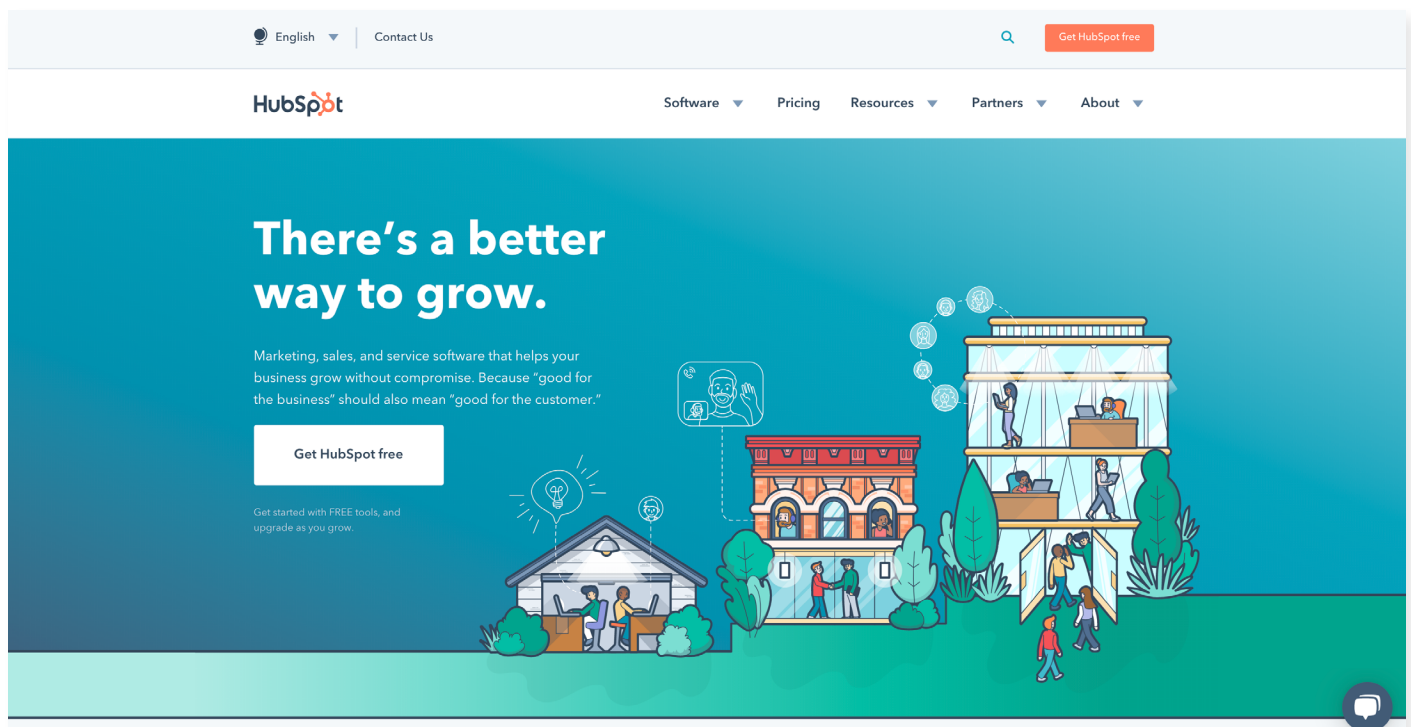 English
Contact Us
Get HubSpot free
HubSpot
Software
Pricing
Resources
Partners
About
There’s a better
way to grow.
Marketing, sales, and service software that helps your
business grow without compromise. Because “good for
the business” should also mean “good for the customer.”
Get HubSpot free
Get started with FREE tools, and
upgrade as you grow.